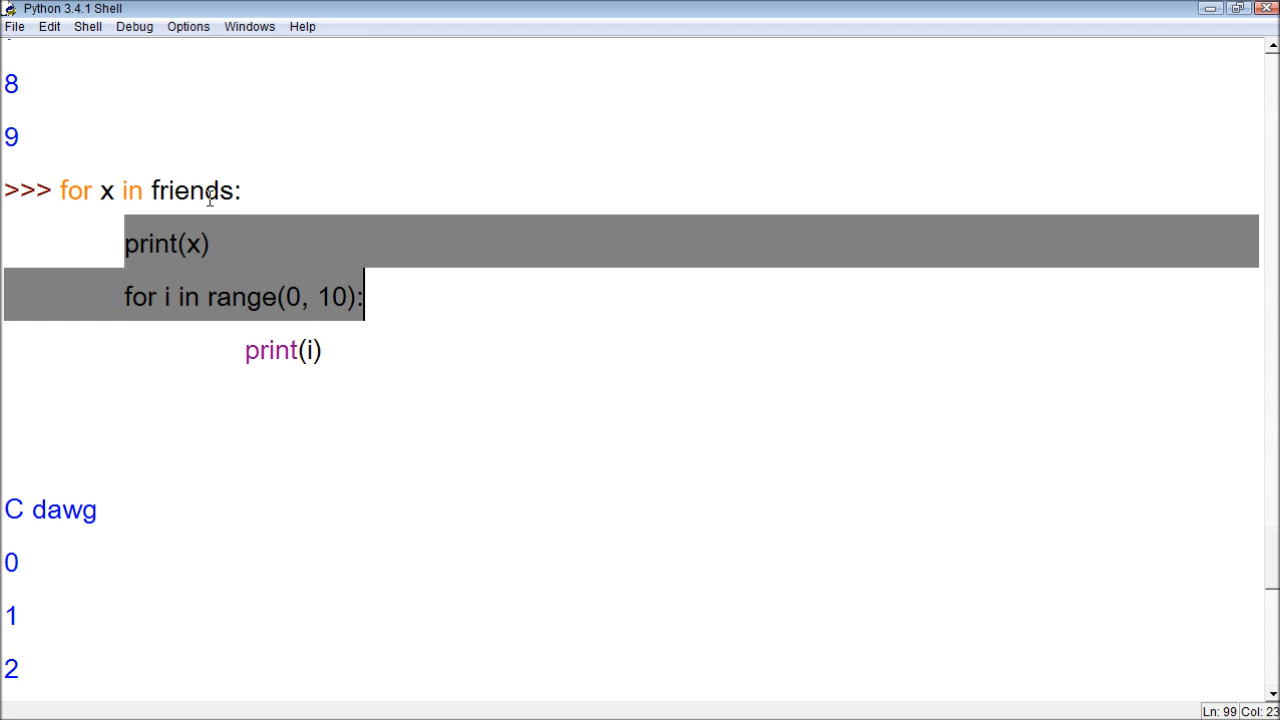 Python 3.4.1 Shell
File Edit Shell Debug Options Windows Help
8
9
>>> for x in friends:
print(x)
for i in range(0, 10):
print(i)
C dawg
0
1
2
Ln: 99 Col: 23